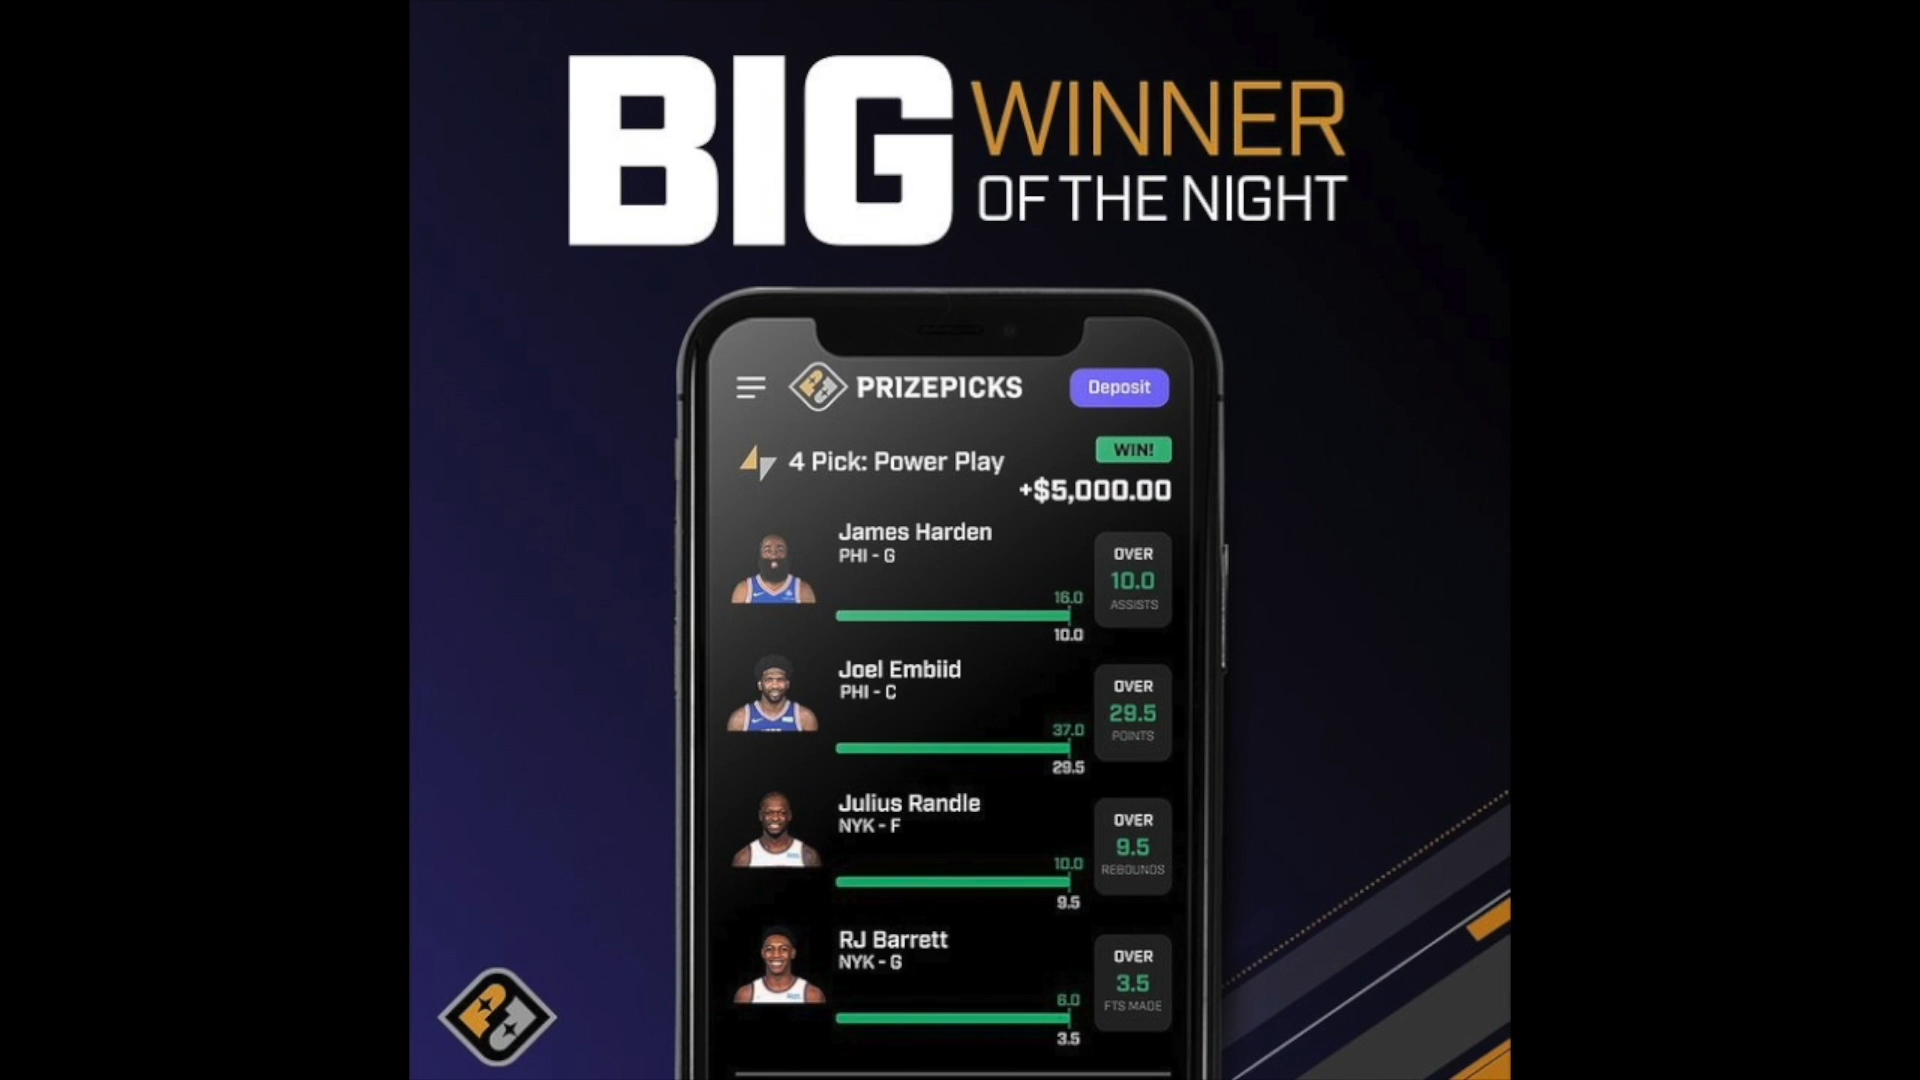 BIG WINNER
OF THE NIGHT
PRIZEPICKS
Deposit
4 Pick: Power Play
WIN!
+$5,000.00
James Harden
PHI - G
16.0
10.0
OVER
10.0
ASSISTS
Joel Embiid
PHI - C
37.0
29.5
OVER
29.5
POINTS
Julius Randle
NYK - F
10.0
9.5
OVER
9.5
REBOUNDS
RJ Barrett
NYK - G
6.0
3.5
OVER
3.5
FTS MADE